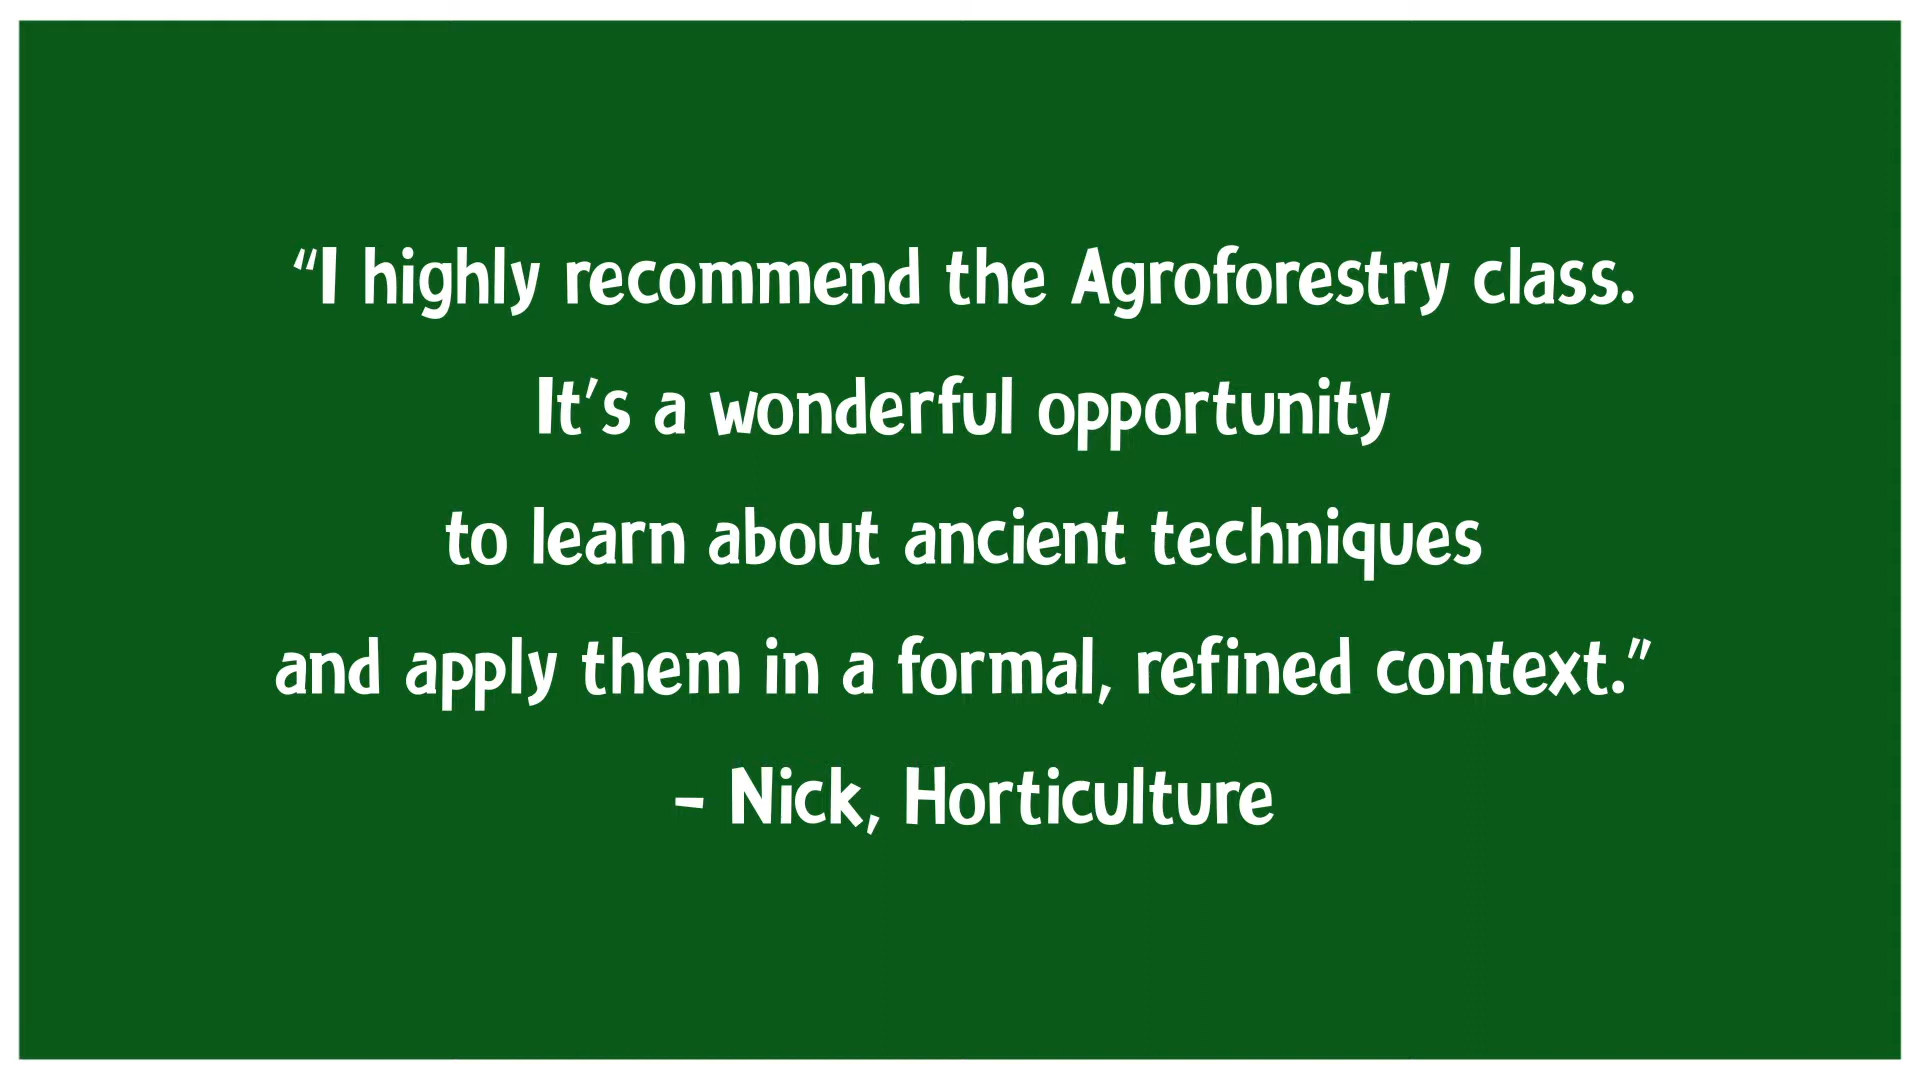 “I highly recommend the Agroforestry class.
It’s a wonderful opportunity
to learn about ancient techniques
and apply them in a formal, refined context.”
- Nick, Horticulture